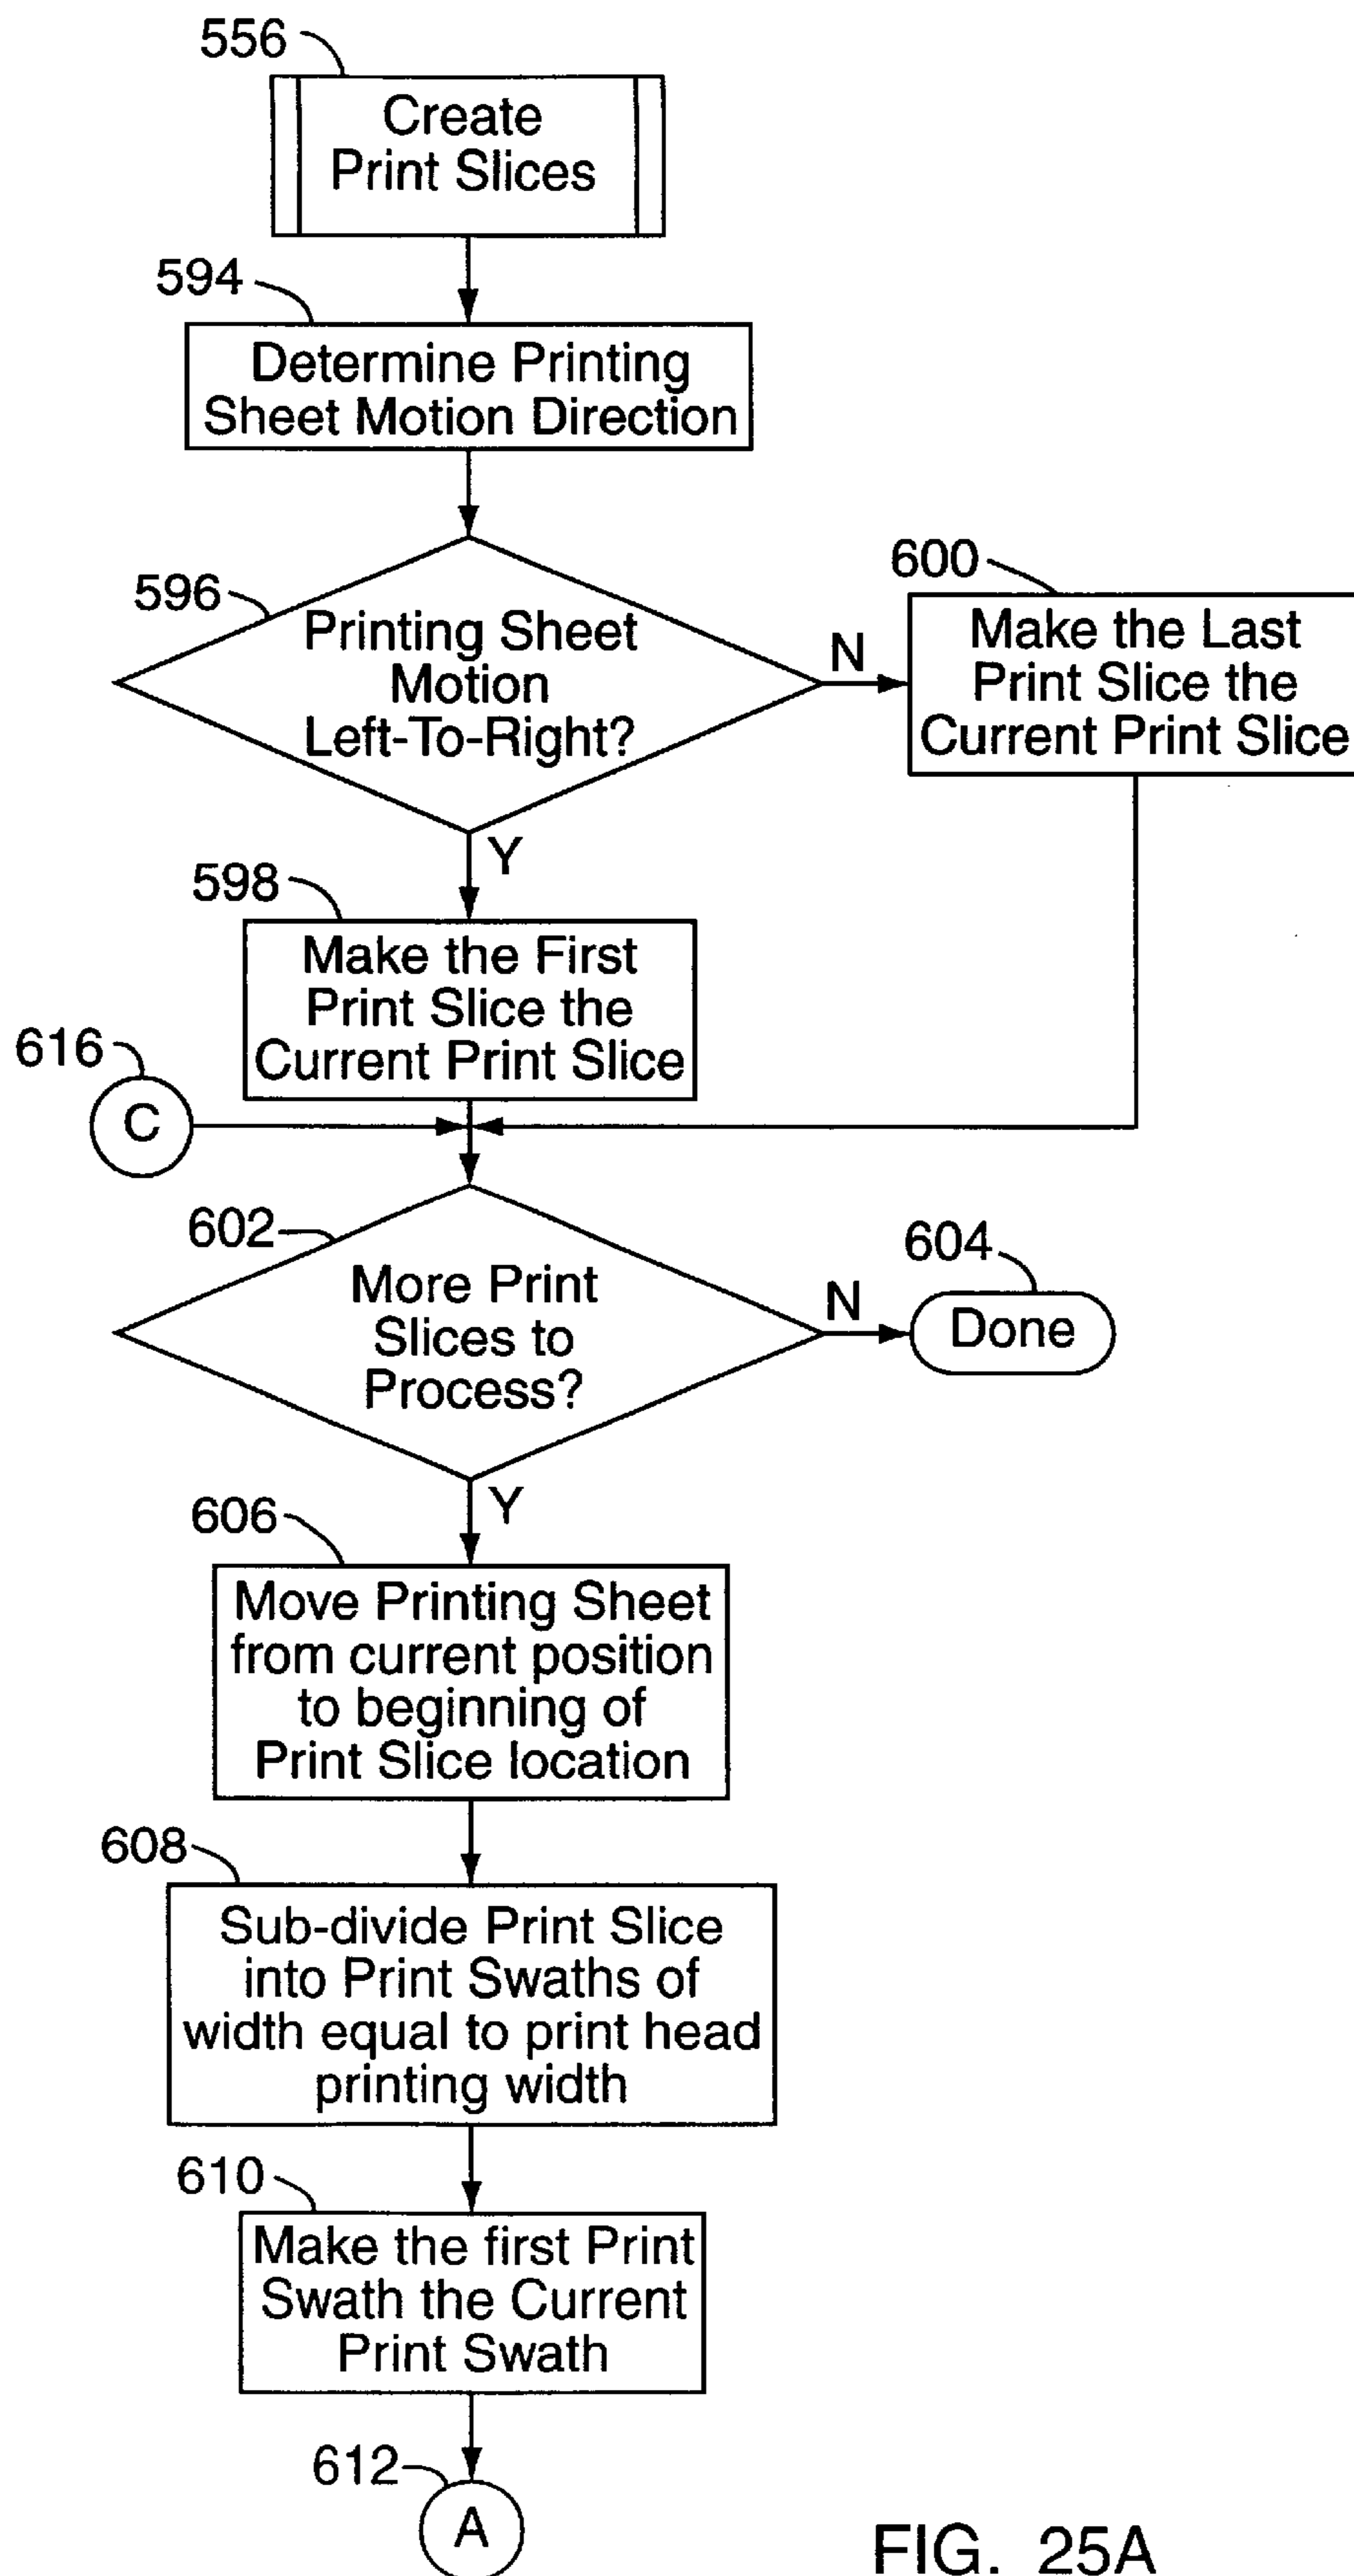 556
Create
Print Slices
594
Determine Printing
Sheet Motion Direction
596
Printing Sheet
Motion
Left-To-Right?
N
600
Make the Last
Print Slice the
Current Print Slice
Y
598
Make the First
Print Slice the
Current Print Slice
616
C
602
More Print
Slices to
Process?
N
604
Done
Y
606
Move Printing Sheet
from current position
to beginning of
Print Slice location
608
Sub-divide Print Slice
into Print Swaths of
width equal to print head
printing width
610
Make the first Print
Swath the Current
Print Swath
612
A
FIG. 25A